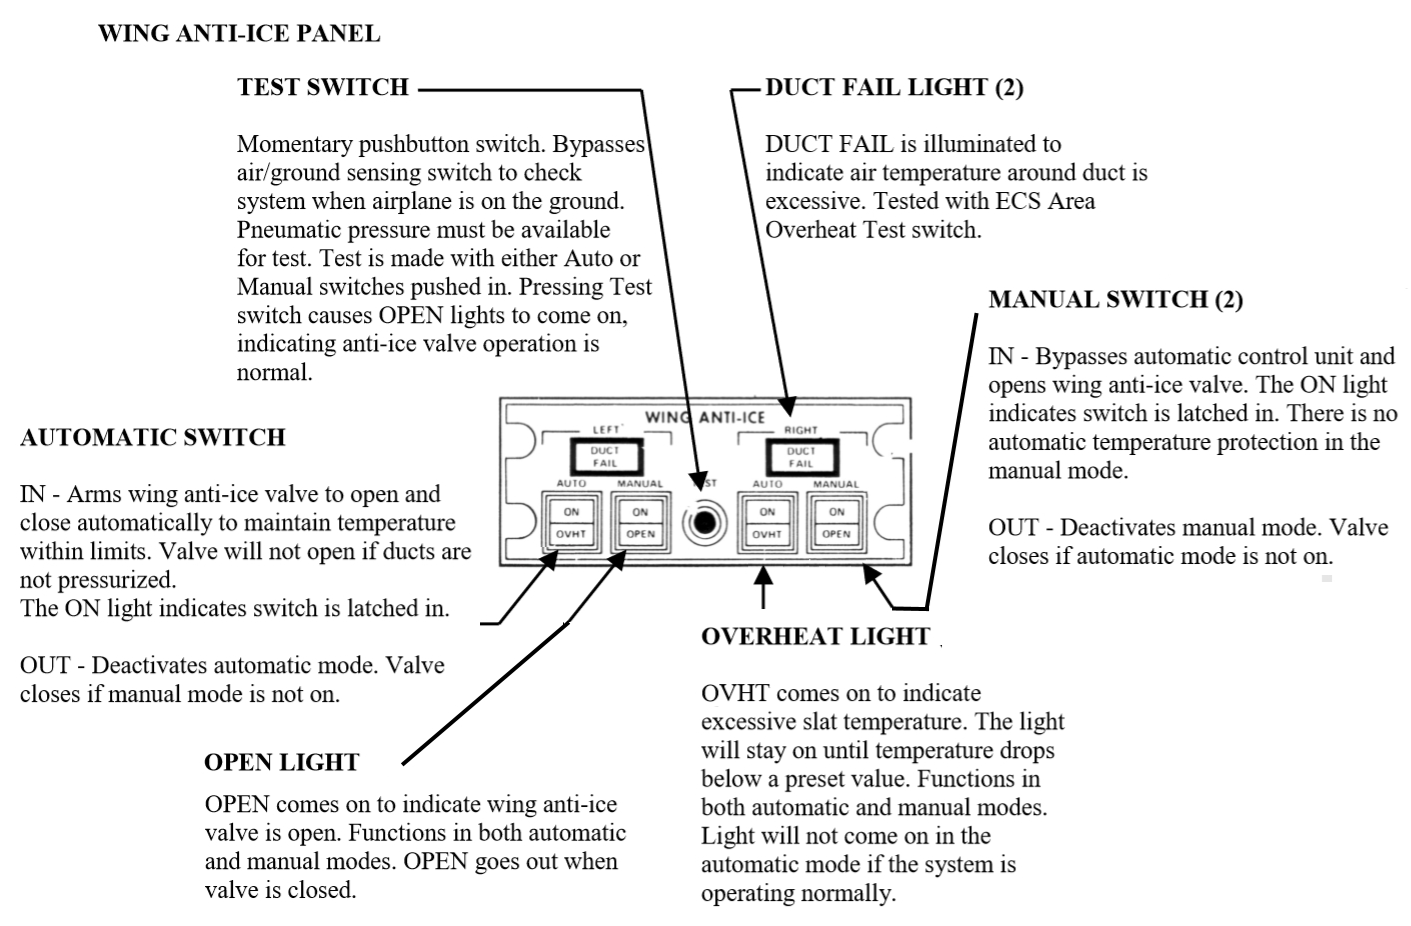 WING ANTI-ICE PANEL
TEST SWITCH
Momentary pushbutton switch. Bypasses
air/ground sensing switch to check
system when airplane is on the ground.
Pneumatic pressure must be available
for test. Test is made with either Auto or
Manual switches pushed in. Pressing Test
switch causes OPEN lights to come on,
indicating anti-ice valve operation is
normal.
DUCT FAIL LIGHT (2)
DUCT FAIL is illuminated to
indicate air temperature around duct is
excessive. Tested with ECS Area
Overheat Test switch.
MANUAL SWITCH (2)
IN - Bypasses automatic control unit and
opens wing anti-ice valve. The ON light
indicates switch is latched in. There is no
automatic temperature protection in the
manual mode.
OUT - Deactivates manual mode. Valve
closes if automatic mode is not on.
AUTOMATIC SWITCH
IN - Arms wing anti-ice valve to open and
close automatically to maintain temperature
within limits. Valve will not open if ducts are
not pressurized.
The ON light indicates switch is latched in.
OUT - Deactivates automatic mode. Valve
closes if manual mode is not on.
WING ANTI-ICE
LEFT
RIGHT
DUCT
FAIL
DUCT
FAIL
AUTO
MANUAL
AUTO
MANUAL
ON
OVHT
ON
OPEN
ON
OVHT
ON
OPEN
OPEN LIGHT
OPEN comes on to indicate wing anti-ice
valve is open. Functions in both automatic
and manual modes. OPEN goes out when
valve is closed.
OVERHEAT LIGHT
OVHT comes on to indicate
excessive slat temperature. The light
will stay on until temperature drops
below a preset value. Functions in
both automatic and manual modes.
Light will not come on in the
automatic mode if the system is
operating normally.